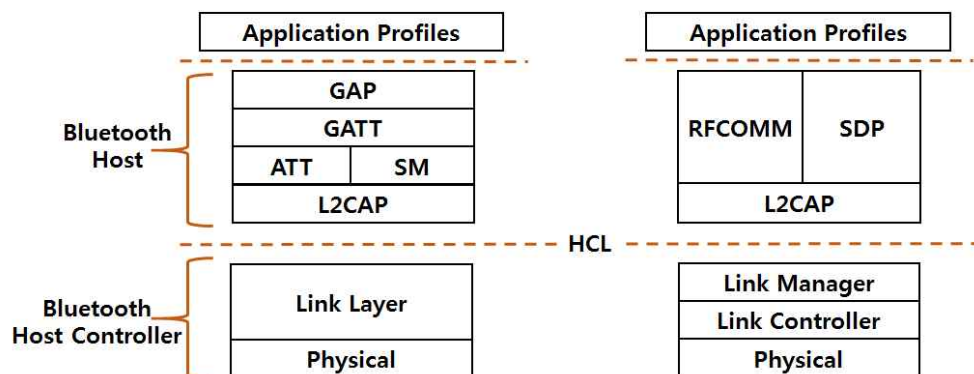 Application Profiles
Application Profiles
Bluetooth
Host
GAP
GATT
ATT
SM
L2CAP
RFCOMM
SDP
L2CAP
HCL
Bluetooth
Host Controller
Link Layer
Physical
Link Manager
Link Controller
Physical